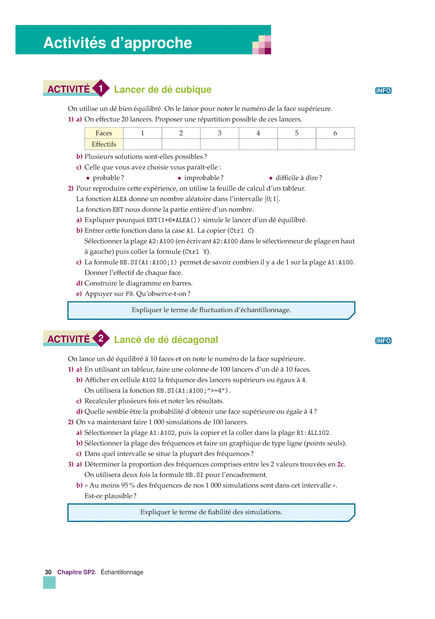 Activités d'approche
ACTIVITÉ 1 Lancer de dé cubique
INFO
On utilise un dé bien équilibré. On le lance pour noter le numéro de la face supérieure.
1) a) On effectue 20 lancers. Proposer une répartition possible de ces lancers.
Faces 1 2 3 4 5 6
Effectifs
b) Plusieurs solutions sont-elles possibles ?
c) Celle que vous avez choisie vous paraît-elle :
• probable ? • improbable ? • difficile à dire ?
2) Pour reproduire cette expérience, on utilise la feuille de calcul d'un tableur.
La fonction ALEA donne un nombre aléatoire dans l'intervalle [0;1[.
La fonction ENT nous donne la partie entière d'un nombre.
a) Expliquer pourquoi ENT(1+6*ALEA()) simule le lancer d'un dé équilibré.
b) Entrer cette fonction dans la case A1. La copier (Ctrl C)
Sélectionner la plage A2:A100 (en écrivant A2:A100 dans le sélectionneur de plage en haut
à gauche) puis coller la formule (Ctrl V).
c) La formule NB.SI(A1:A100;1) permet de savoir combien il y a de 1 sur la plage A1:A100.
Donner l'effectif de chaque face.
d) Construire le diagramme en barres.
e) Appuyer sur F9. Qu'observe-t-on ?
Expliquer le terme de fluctuation d'échantillonnage.
ACTIVITÉ 2 Lancé de dé décagonal
INFO
On lance un dé équilibré à 10 faces et on note le numéro de la face supérieure.
1) a) En utilisant un tableur, faire une colonne de 100 lancers d'un dé à 10 faces.
b) Afficher en cellule A102 la fréquence des lancers supérieurs ou égaux à 4.
On utilisera la fonction NB.SI(A1:A100;">=4").
c) Recalculer plusieurs fois et noter les résultats.
d) Quelle semble être la probabilité d'obtenir une face supérieure ou égale à 4 ?
2) On va maintenant faire 1 000 simulations de 100 lancers.
a) Sélectionner la plage A1:A102, puis la copier et la coller dans la plage B1:ALL102.
b) Sélectionner la plage des fréquences et faire un graphique de type ligne (points seuls).
c) Dans quel intervalle se situe la plupart des fréquences ?
3) a) Déterminer la proportion des fréquences comprises entre les 2 valeurs trouvées en 2c.
On utilisera deux fois la formule NB.SI pour l'encadrement.
b) « Au moins 95 % des fréquences de nos 1 000 simulations sont dans cet intervalle ».
Est-ce plausible ?
Expliquer le terme de fiabilité des simulations.
30 Chapitre SP2. Échantillonnage